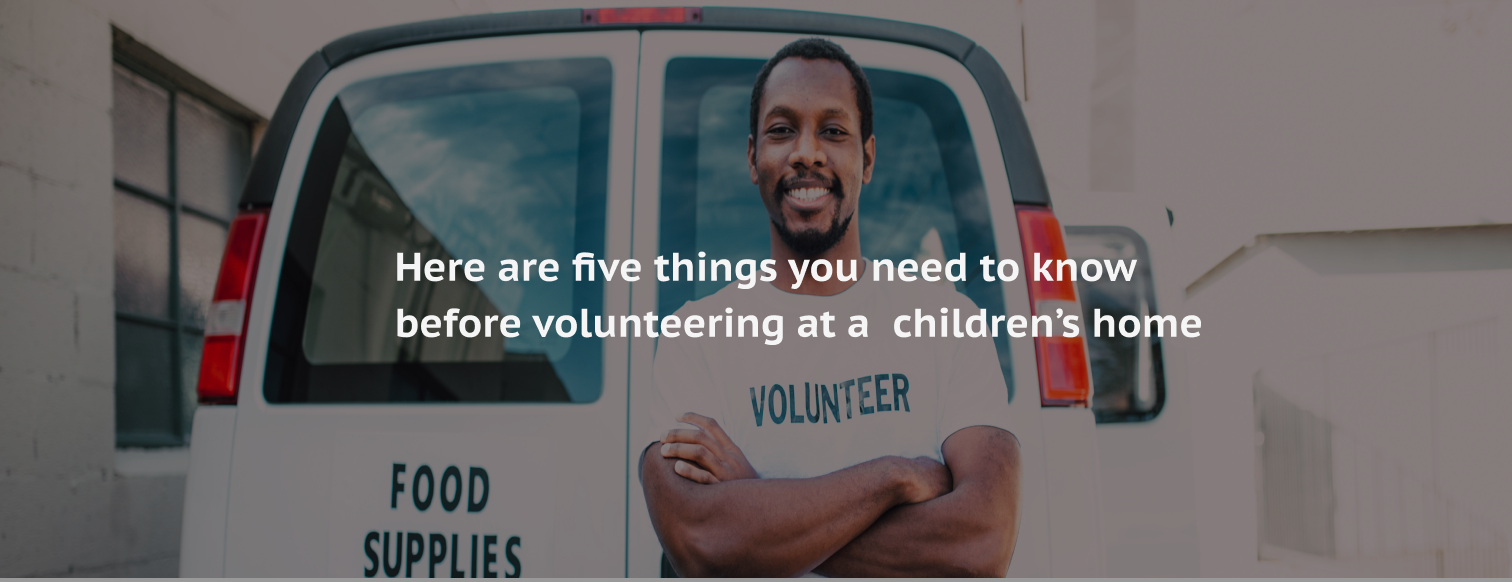 Here are five things you need to know
before volunteering at a  children’s home
VOLUNTEER
FOOD
SUPPLIES